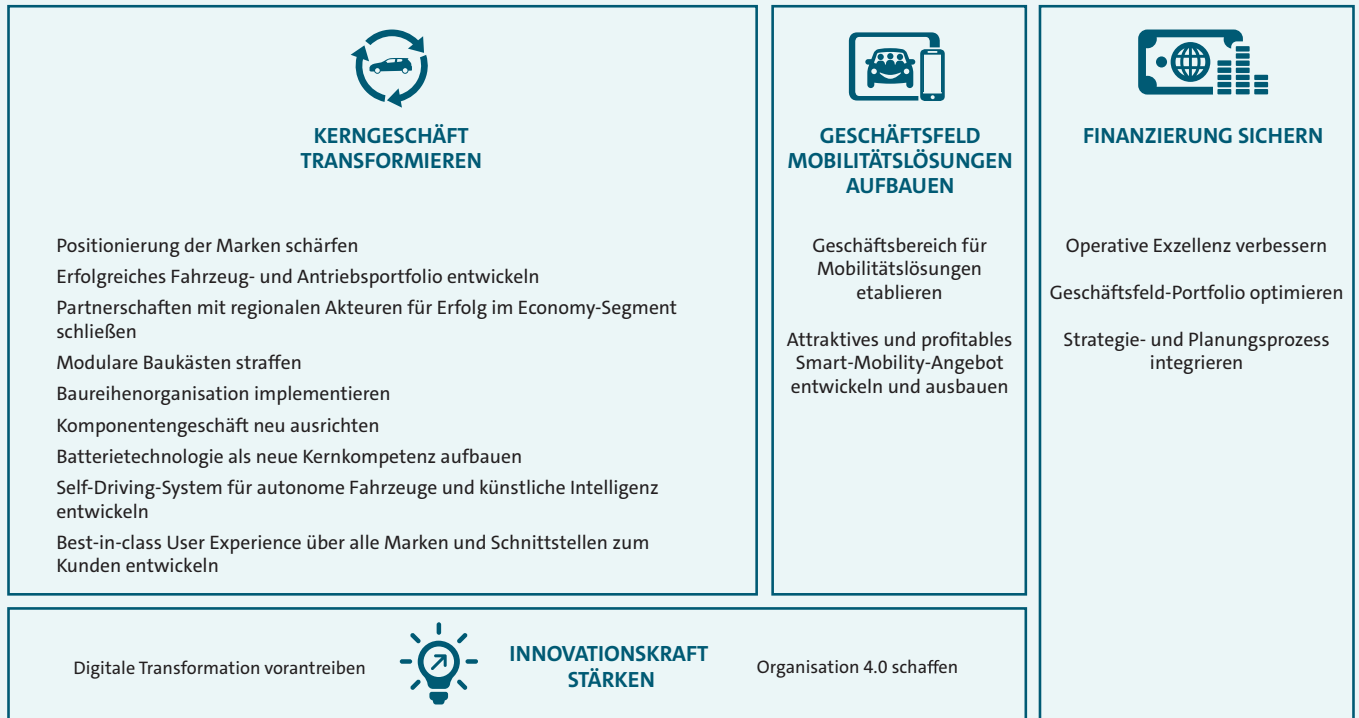 KERNGESCHÄFT
TRANSFORMIEREN
Positionierung der Marken schärfen
Erfolgreiches Fahrzeug- und Antriebsportfolio entwickeln
Partnerschaften mit regionalen Akteuren für Erfolg im Economy-Segment
schließen
Modulare Baukästen straffen
Baureihenorganisation implementieren
Komponentengeschäft neu ausrichten
Batterietechnologie als neue Kernkompetenz aufbauen
Self-Driving-System für autonome Fahrzeuge und künstliche Intelligenz
entwickeln
Best-in-class User Experience über alle Marken und Schnittstellen zum
Kunden entwickeln
GESCHÄFTSFELD
MOBILITÄTSLÖSUNGEN
AUFBAUEN
Geschäftsbereich für
Mobilitätslösungen
etablieren
Attraktives und profitables
Smart-Mobility-Angebot
entwickeln und ausbauen
FINANZIERUNG SICHERN
Operative Exzellenz verbessern
Geschäftsfeld-Portfolio optimieren
Strategie- und Planungsprozess
integrieren
Digitale Transformation vorantreiben
INNOVATIONSKRAFT
STÄRKEN
Organisation 4.0 schaffen